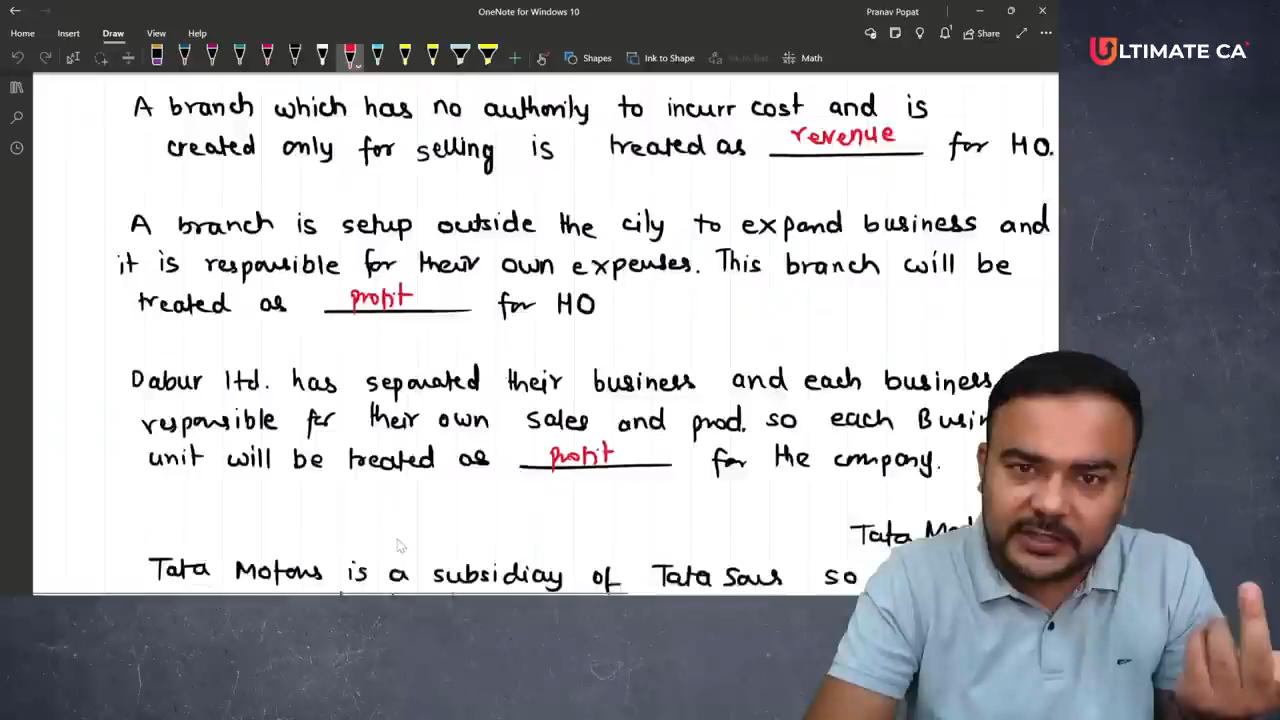 OneNote for Windows 10
Pranav Popat
Home Insert Draw View Help
Share
Shapes Ink to Shape Ink to Text Math
ULTIMATE CA
A branch which has no authority to incurr cost and is
created only for selling is treated as revenue for HO.
A branch is setup outside the city to expand business and
it is responsible for their own expenses. This branch will be
treated as profit for HO
Dabur ltd. has separated their business and each business
responsible for their own sales and prod. so each Busin
unit will be treated as profit for the company.
Tata
Tata Motors is a subsidiay of Tata Sons so